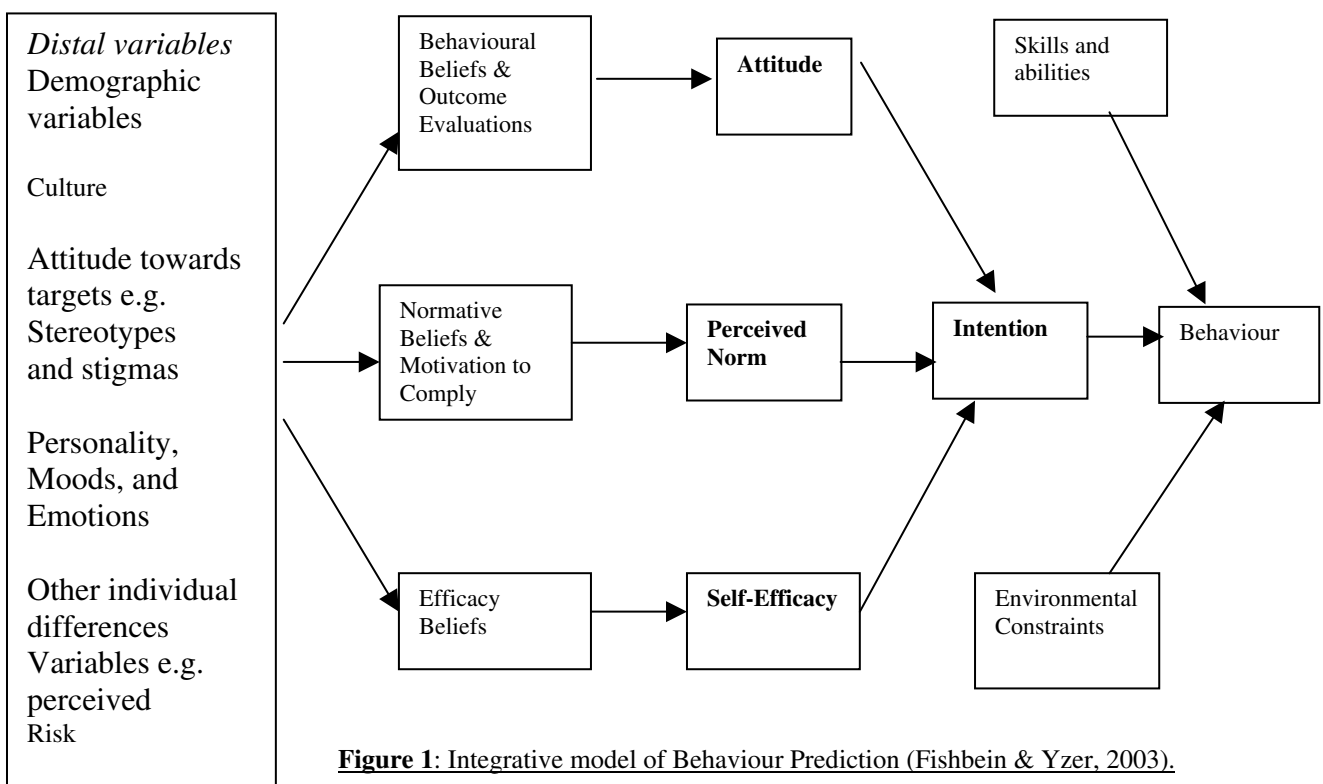 Distal variables
Demographic
variables
Culture
Attitude towards
targets e.g.
Stereotypes
and stigmas
Personality,
Moods, and
Emotions
Other individual
differences
Variables e.g.
perceived
Risk
Behavioural
Beliefs &
Outcome
Evaluations
Attitude
Skills and
abilities
Normative
Beliefs &
Motivation to
Comply
Perceived
Norm
Intention
Behaviour
Efficacy
Beliefs
Self-Efficacy
Environmental
Constraints
Figure 1: Integrative model of Behaviour Prediction (Fishbein & Yzer, 2003).